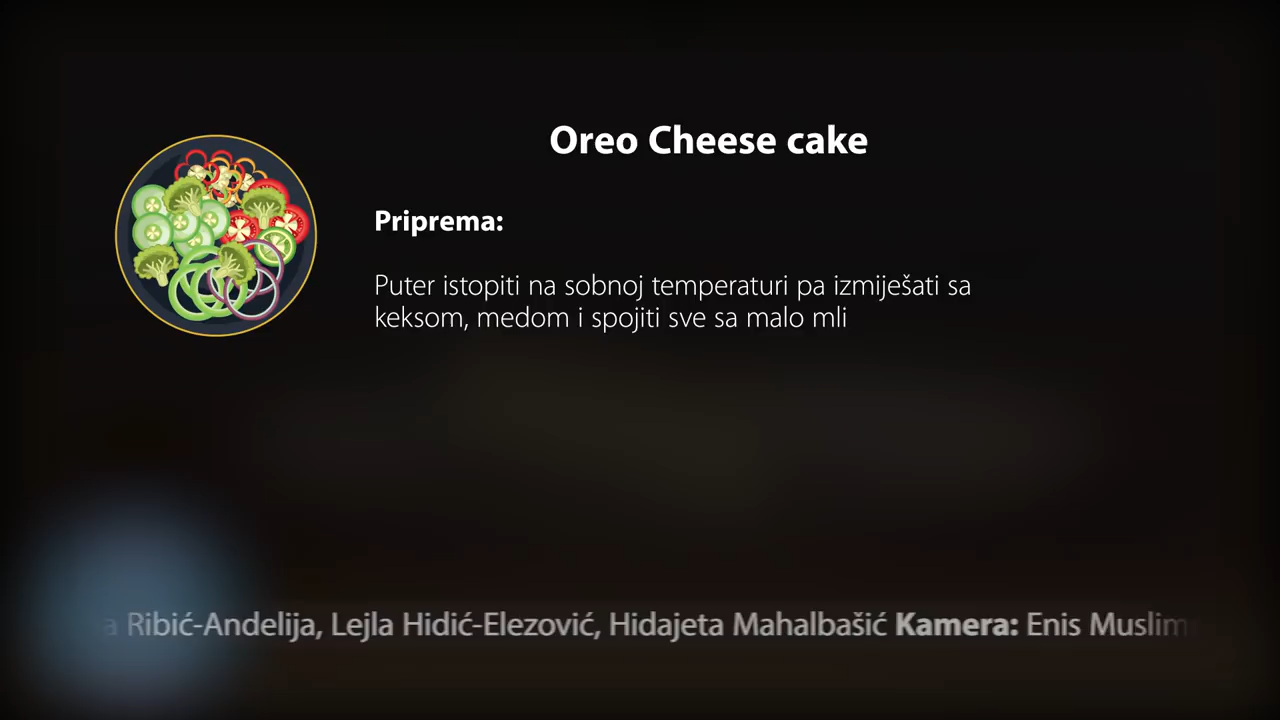 Oreo Cheese cake
Priprema:
Puter istopiti na sobnoj temperaturi pa izmiješati sa
keksom, medom i spojiti sve sa malo mli
Ribić-Andelija, Lejla Hidić-Elezović, Hidajeta Mahalbašić Kamera: Enis